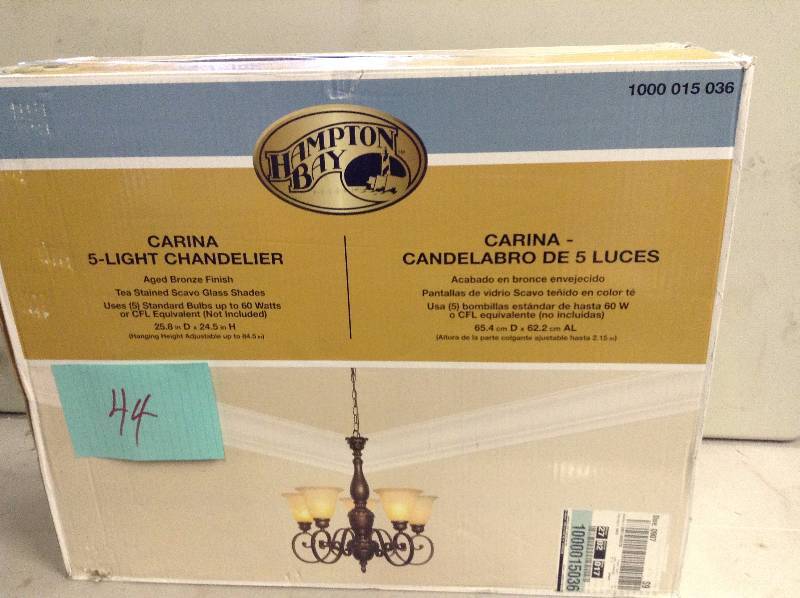 1000 015 036
HAMPTON
BAY
CARINA
5-LIGHT CHANDELIER
Aged Bronze Finish
Tea Stained Scavo Glass Shades
Uses (5) Standard Bulbs up to 60 Watts
or CFL Equivalent (Not Included)
25.8 in D x 24.5 in H
(Hanging Height Adjustable up to 84.5 in)
CARINA -
CANDELABRO DE 5 LUCES
Acabado en bronce envejecido
Pantallas de vidrio Scavo teñido en color té
Usa (5) bombillas estándar de hasta 60 W
o CFL equivalente (no incluidas)
65.4 cm D x 62.2 cm AL
(Altura de la parte colgante ajustable hasta 2.15 m)
44
1000015036
27 12 017